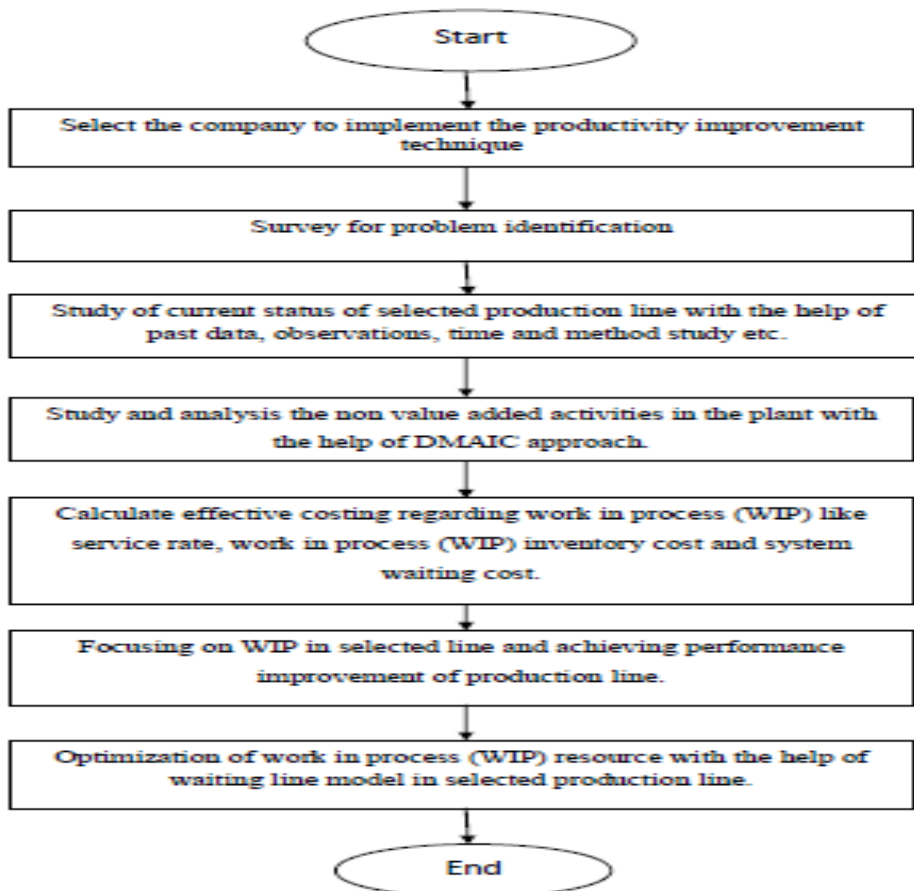 Start
Select the company to implement the productivity improvement
technique
Survey for problem identification
Study of current status of selected production line with the help of
past data, observations, time and method study etc.
Study and analysis the non value added activities in the plant with
the help of DMAIC approach.
Calculate effective costing regarding work in process (WIP) like
service rate, work in process (WIP) inventory cost and system
waiting cost.
Focusing on WIP in selected line and achieving performance
improvement of production line.
Optimization of work in process (WIP) resource with the help of
waiting line model in selected production line.
End